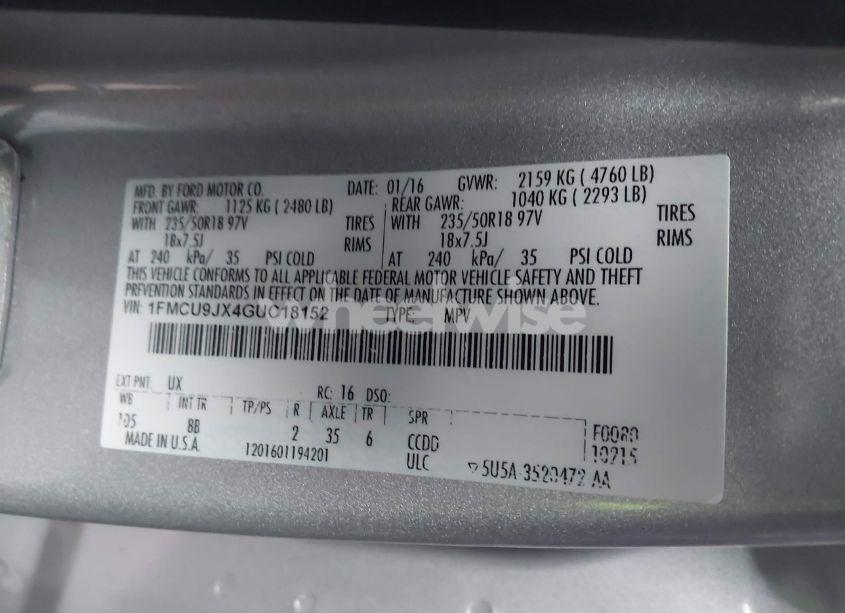 MFD. BY FORD MOTOR CO. DATE: 01/16 GVWR: 2159 KG ( 4760 LB)
FRONT GAWR: 1125 KG ( 2480 LB) REAR GAWR: 1040 KG ( 2293 LB)
WITH 235/50R18 97V TIRES WITH 235/50R18 97V TIRES
18x7.5J RIMS 18x7.5J RIMS
AT 240 kPa/ 35 PSI COLD AT 240 kPa/ 35 PSI COLD
THIS VEHICLE CONFORMS TO ALL APPLICABLE FEDERAL MOTOR VEHICLE SAFETY AND THEFT
PREVENTION STANDARDS IN EFFECT ON THE DATE OF MANUFACTURE SHOWN ABOVE.
VIN: 1FMCU9JX4GUC18152 TYPE: MPV
wheelwise
EXT PNT: UX RC: 16 DSO:
WB INT TR TP/PS R AXLE TR SPR
105 8B 2 35 6 CCDD F0080
MADE IN U.S.A. 1201601194201 ULC 10215
5U5A-3520472 AA